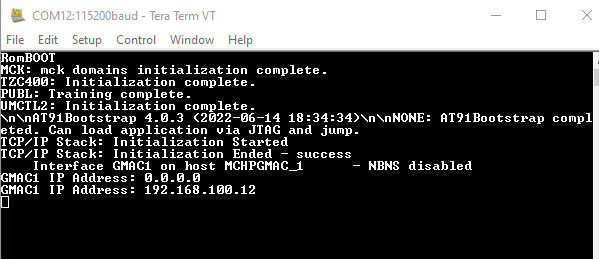 COM12:115200baud - Tera Term VT
File Edit Setup Control Window Help
RomBOOT
MCK: mck domains initialization complete.
TZC400: Initialization complete.
PUBL: Training complete.
UMCTL2: Initialization complete.
\n\nAT91Bootstrap 4.0.3 (2022-06-14 18:34:34)\n\nNONE: AT91Bootstrap compl
eted. Can load application via JTAG and jump.
TCP/IP Stack: Initialization Started
TCP/IP Stack: Initialization Ended - success
    Interface GMAC1 on host MCHPGMAC_1      - NBNS disabled
GMAC1 IP Address: 0.0.0.0
GMAC1 IP Address: 192.168.100.12